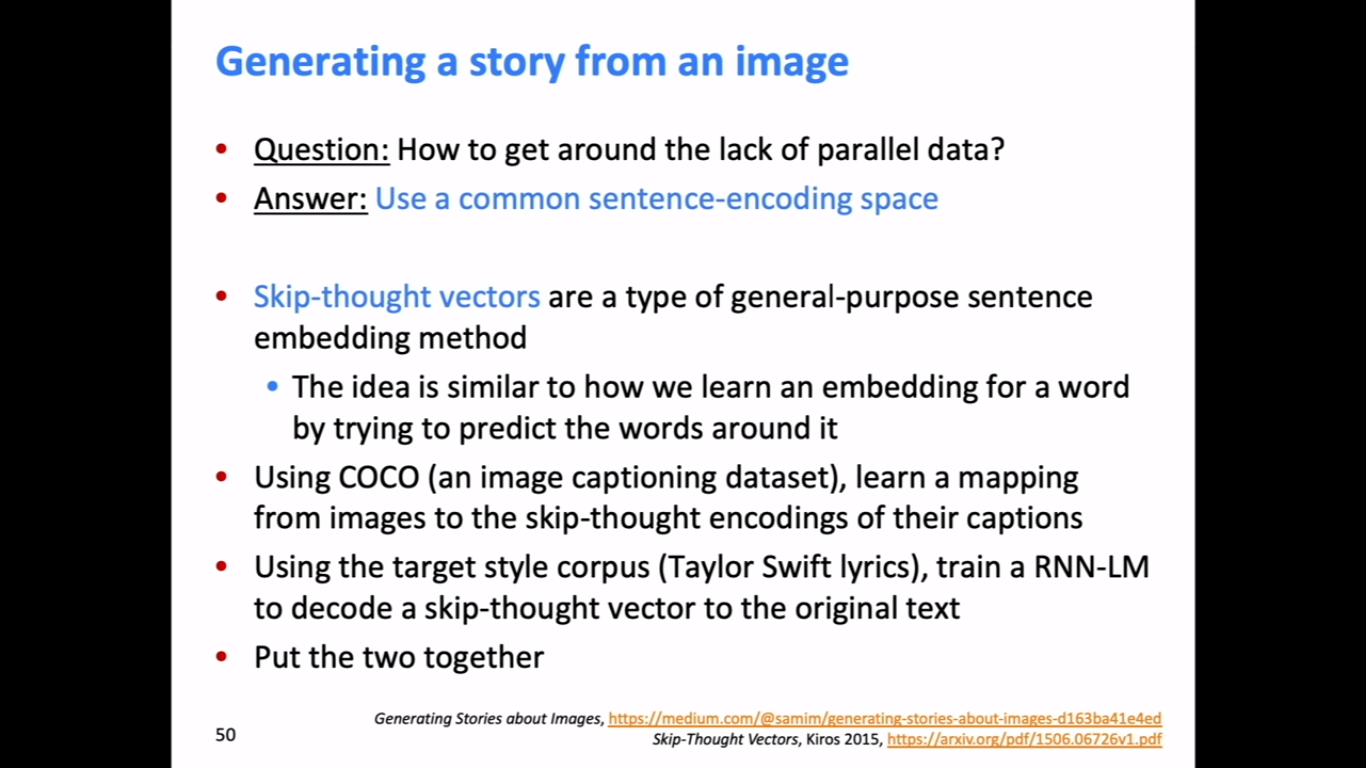 Generating a story from an image
• Question: How to get around the lack of parallel data?
• Answer: Use a common sentence-encoding space
• Skip-thought vectors are a type of general-purpose sentence
embedding method
• The idea is similar to how we learn an embedding for a word
by trying to predict the words around it
• Using COCO (an image captioning dataset), learn a mapping
from images to the skip-thought encodings of their captions
• Using the target style corpus (Taylor Swift lyrics), train a RNN-LM
to decode a skip-thought vector to the original text
• Put the two together
Generating Stories about Images, https://medium.com/@samim/generating-stories-about-images-d163ba41e4ed
Skip-Thought Vectors, Kiros 2015, https://arxiv.org/pdf/1506.06726v1.pdf
50